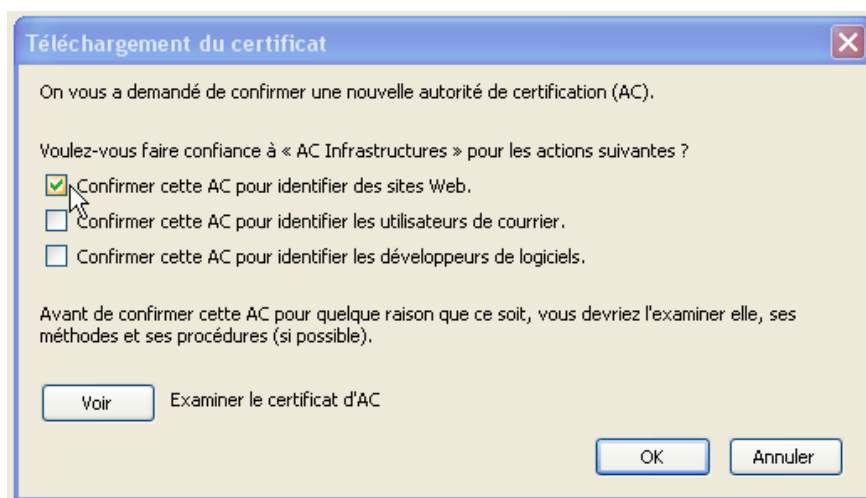 Téléchargement du certificat
On vous a demandé de confirmer une nouvelle autorité de certification (AC).
Voulez-vous faire confiance à « AC Infrastructures » pour les actions suivantes ?
Confirmer cette AC pour identifier des sites Web.
Confirmer cette AC pour identifier les utilisateurs de courrier.
Confirmer cette AC pour identifier les développeurs de logiciels.
Avant de confirmer cette AC pour quelque raison que ce soit, vous devriez l'examiner elle, ses
méthodes et ses procédures (si possible).
Voir Examiner le certificat d'AC
OK Annuler